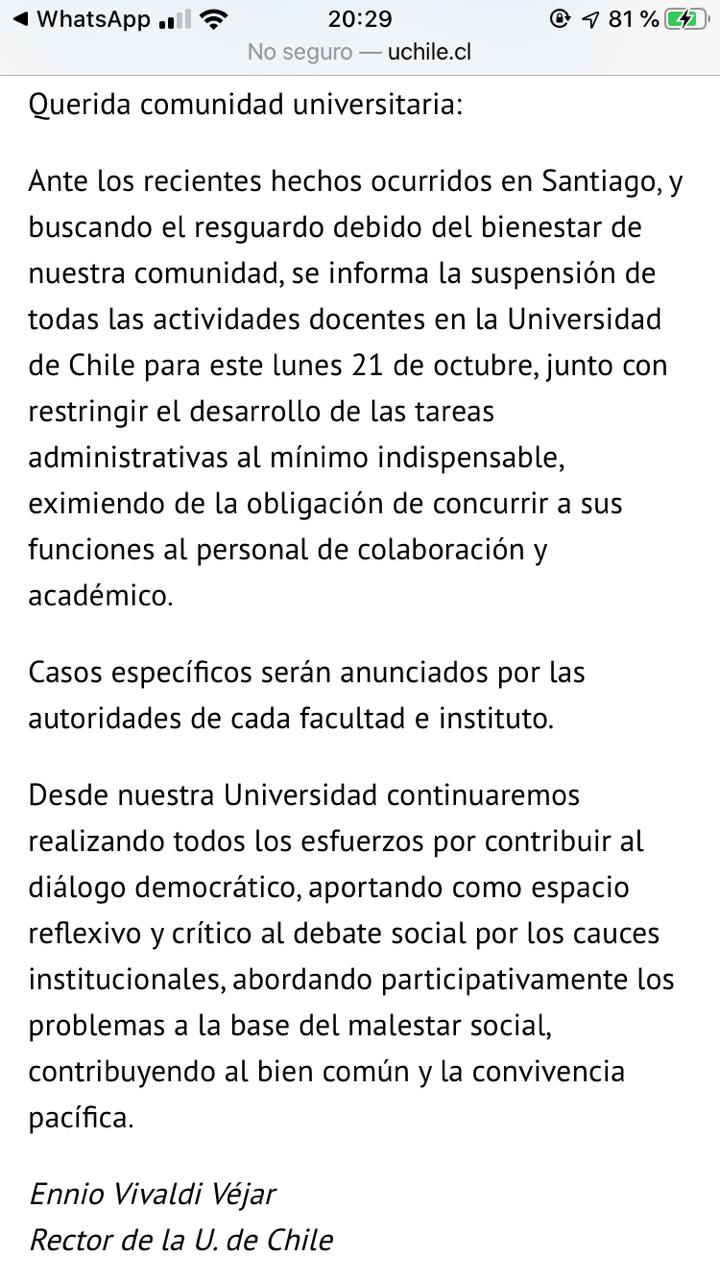 WhatsApp 20:29 81 %
No seguro — uchile.cl
Querida comunidad universitaria:
Ante los recientes hechos ocurridos en Santiago, y
buscando el resguardo debido del bienestar de
nuestra comunidad, se informa la suspensión de
todas las actividades docentes en la Universidad
de Chile para este lunes 21 de octubre, junto con
restringir el desarrollo de las tareas
administrativas al mínimo indispensable,
eximiendo de la obligación de concurrir a sus
funciones al personal de colaboración y
académico.
Casos específicos serán anunciados por las
autoridades de cada facultad e instituto.
Desde nuestra Universidad continuaremos
realizando todos los esfuerzos por contribuir al
diálogo democrático, aportando como espacio
reflexivo y crítico al debate social por los cauces
institucionales, abordando participativamente los
problemas a la base del malestar social,
contribuyendo al bien común y la convivencia
pacífica.
Ennio Vivaldi Véjar
Rector de la U. de Chile